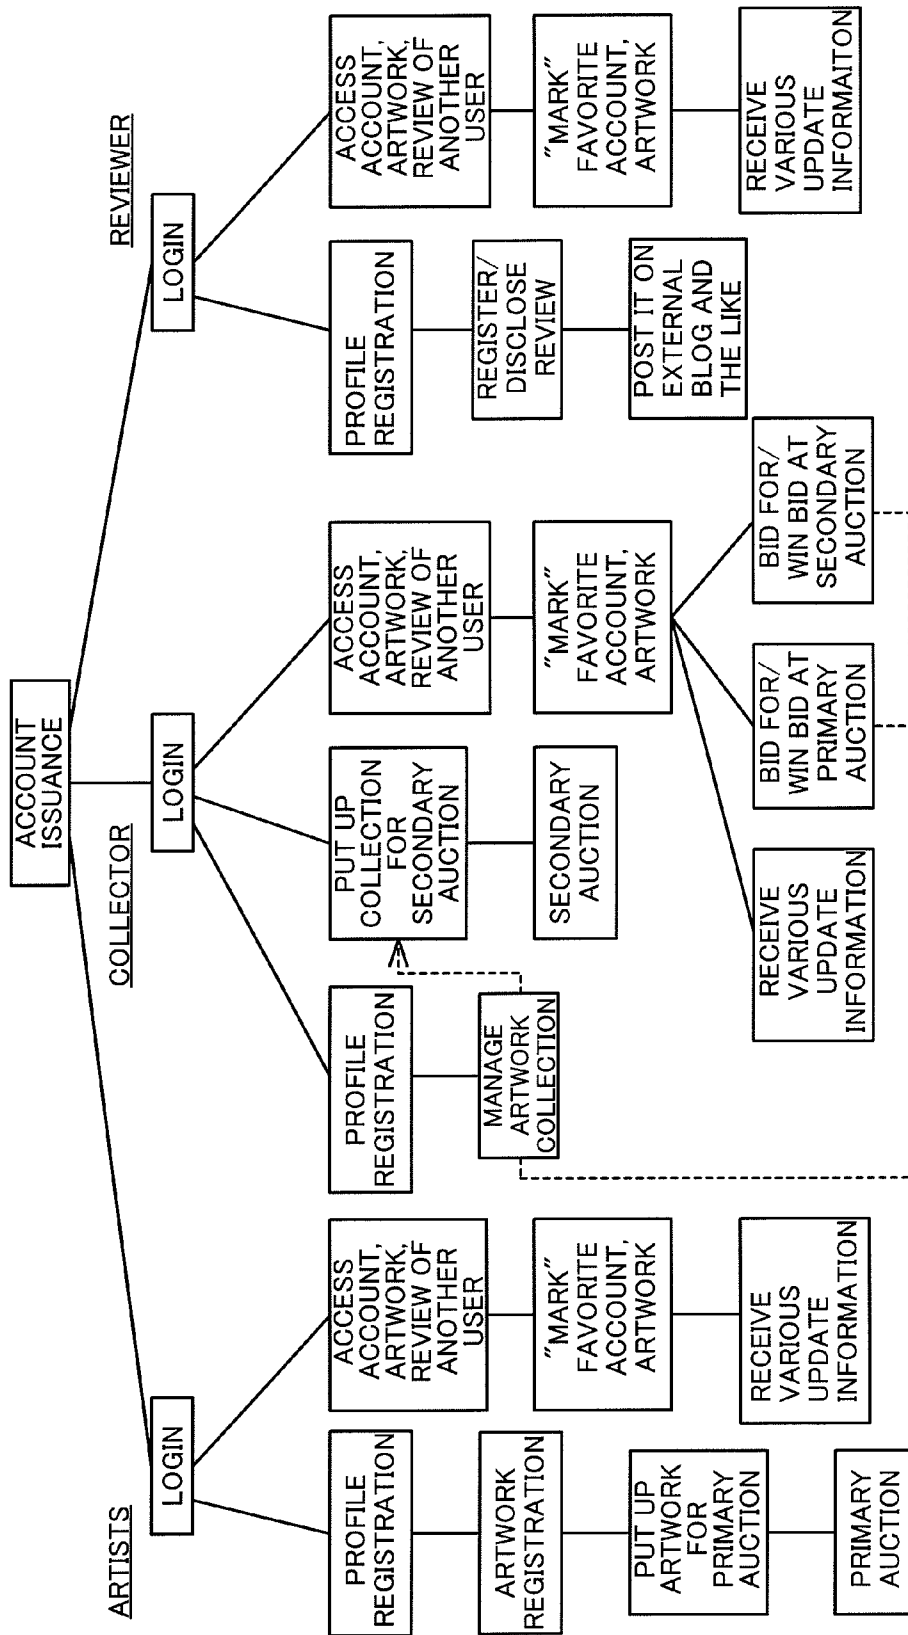 ACCOUNT
ISSUANCE
ARTISTS
LOGIN
PROFILE
REGISTRATION
ARTWORK
REGISTRATION
PUT UP
ARTWORK
FOR
PRIMARY
AUCTION
PRIMARY
AUCTION
ACCESS
ACCOUNT,
ARTWORK,
REVIEW OF
ANOTHER
USER
"MARK"
FAVORITE
ACCOUNT,
ARTWORK
RECEIVE
VARIOUS
UPDATE
INFORMATION
COLLECTOR
LOGIN
PROFILE
REGISTRATION
MANAGE
ARTWORK
COLLECTION
PUT UP
COLLECTION
FOR
SECONDARY
AUCTION
SECONDARY
AUCTION
ACCESS
ACCOUNT,
ARTWORK,
REVIEW OF
ANOTHER
USER
"MARK"
FAVORITE
ACCOUNT,
ARTWORK
RECEIVE
VARIOUS
UPDATE
INFORMATION
BID FOR/
WIN BID AT
PRIMARY
AUCTION
BID FOR/
WIN BID AT
SECONDARY
AUCTION
REVIEWER
LOGIN
PROFILE
REGISTRATION
REGISTER/
DISCLOSE
REVIEW
POST IT ON
EXTERNAL
BLOG AND
THE LIKE
ACCESS
ACCOUNT,
ARTWORK,
REVIEW OF
ANOTHER
USER
"MARK"
FAVORITE
ACCOUNT,
ARTWORK
RECEIVE
VARIOUS
UPDATE
INFORMAITON